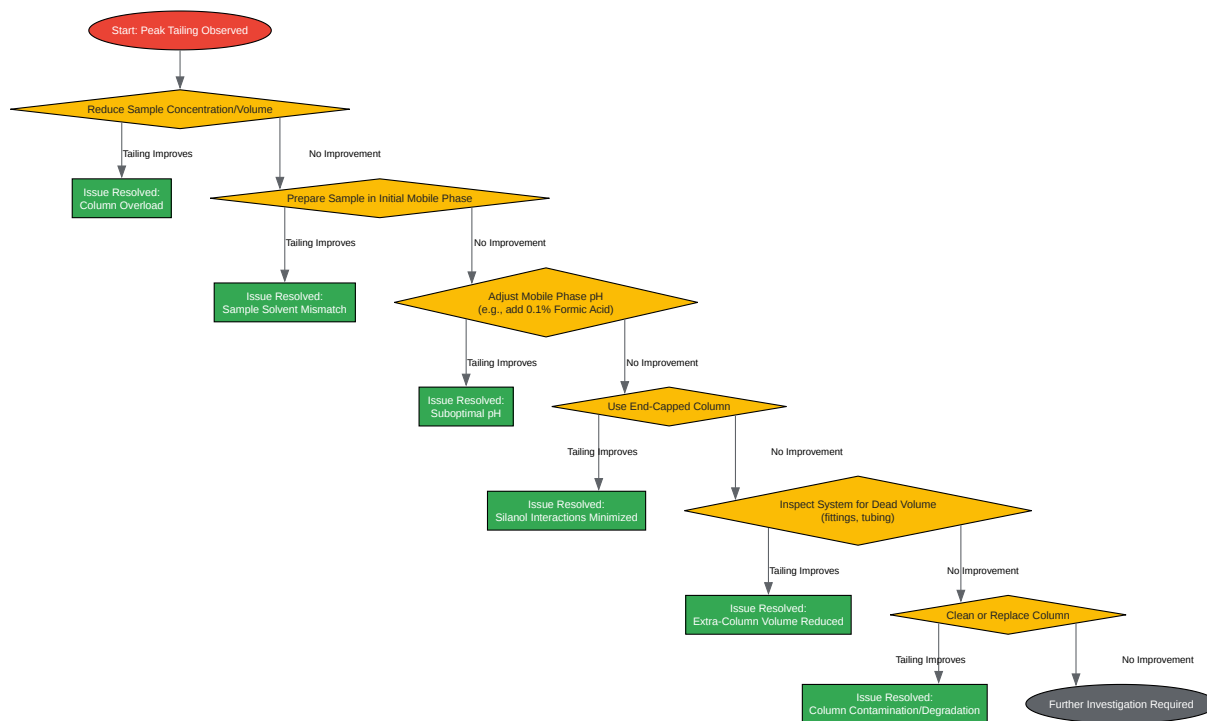 Start: Peak Tailing Observed
Reduce Sample Concentration/Volume
Tailing Improves
No Improvement
Issue Resolved:
Column Overload
Prepare Sample in Initial Mobile Phase
Tailing Improves
No Improvement
Issue Resolved:
Sample Solvent Mismatch
Adjust Mobile Phase pH
(e.g., add 0.1% Formic Acid)
Tailing Improves
No Improvement
Issue Resolved:
Suboptimal pH
Use End-Capped Column
Tailing Improves
No Improvement
Issue Resolved:
Silanol Interactions Minimized
Inspect System for Dead Volume
(fittings, tubing)
Tailing Improves
No Improvement
Issue Resolved:
Extra-Column Volume Reduced
Clean or Replace Column
Tailing Improves
No Improvement
Issue Resolved:
Column Contamination/Degradation
Further Investigation Required